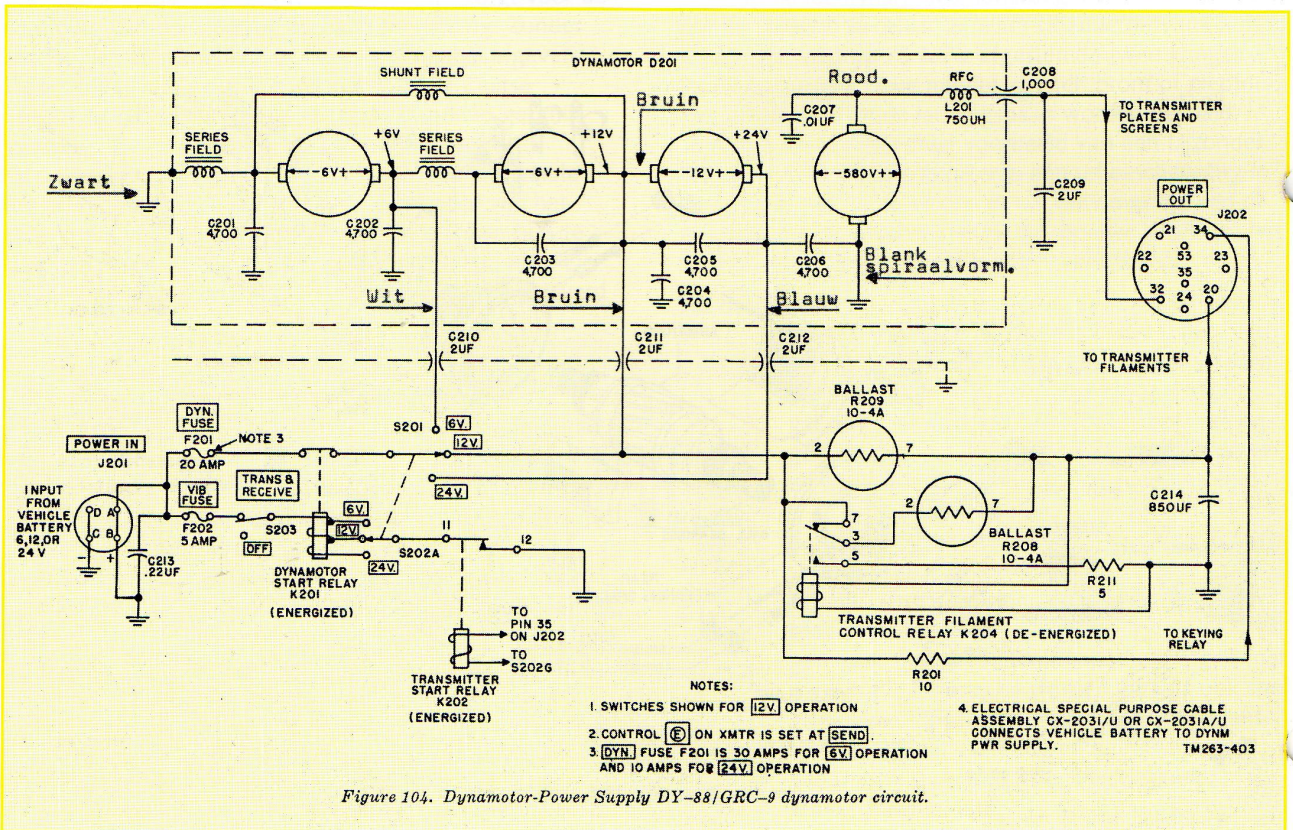 DYNAMOTOR D201
SHUNT FIELD
Bruin
Rood.
RFC
L201
750UH
C208
1,000
C207
.01UF
TO TRANSMITTER
PLATES AND
SCREENS
SERIES
FIELD
+6V
SERIES
FIELD
+12V
+24V
-6V+
-6V+
-12V+
-580V+
Zwart
C201
4,700
C202
4,700
C203
4,700
C204
4,700
C205
4,700
C206
4,700
C209
2UF
POWER
OUT
J202
21
34
53
22
23
35
32
24
20
Wit
Bruin
Blauw
Blank
spiraalvorm.
C210
2UF
C211
2UF
C212
2UF
TO TRANSMITTER
FILAMENTS
POWER IN
J201
DYN.
FUSE
F201
20 AMP
NOTE 3
S201
6V.
12V.
24V.
BALLAST
R209
10-4A
2
7
INPUT
FROM
VEHICLE
BATTERY
6,12,OR
24 V
D A
C B
-
+
VIB
FUSE
F202
5 AMP
TRANS &
RECEIVE
S203
OFF
6V.
12V.
24V.
S202A
11
12
C213
.22UF
DYNAMOTOR
START RELAY
K201
(ENERGIZED)
2
7
BALLAST
R208
10-4A
7
3
5
R211
5
C214
850UF
TRANSMITTER FILAMENT
CONTROL RELAY K204 (DE-ENERGIZED)
TO KEYING
RELAY
R201
10
TO
PIN 35
ON J202
TO
S202G
TRANSMITTER
START RELAY
K202
(ENERGIZED)
NOTES:
1. SWITCHES SHOWN FOR 12V. OPERATION
2. CONTROL E ON XMTR IS SET AT SEND.
3. DYN. FUSE F201 IS 30 AMPS FOR 6V. OPERATION
AND 10 AMPS FOR 24V. OPERATION
4. ELECTRICAL SPECIAL PURPOSE CABLE
ASSEMBLY CX-2031/U OR CX-2031A/U
CONNECTS VEHICLE BATTERY TO DYNM
PWR SUPPLY.
TM263-403
Figure 104. Dynamotor-Power Supply DY-88/GRC-9 dynamotor circuit.